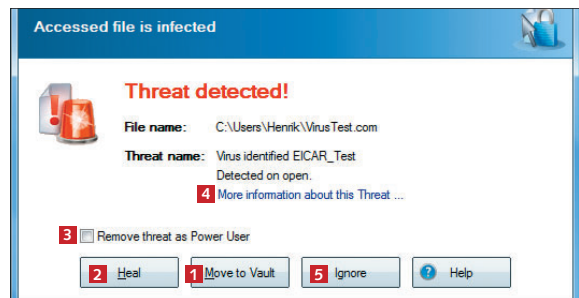 Accessed file is infected
Threat detected!
File name: C:\Users\Henrik\VirusTest.com
Threat name: Virus identified EICAR_Test
Detected on open.
4 More information about this Threat ...
3 Remove threat as Power User
2 Heal 1 Move to Vault 5 Ignore ? Help